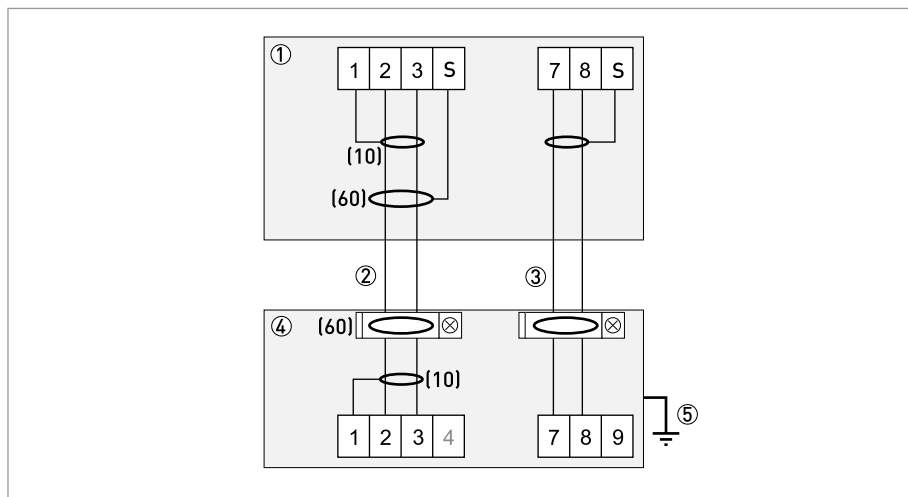 ①
1 2 3 S
7 8 S
(10)
(60)
②
③
④
(60)
(10)
⑤
1 2 3 4
7 8 9